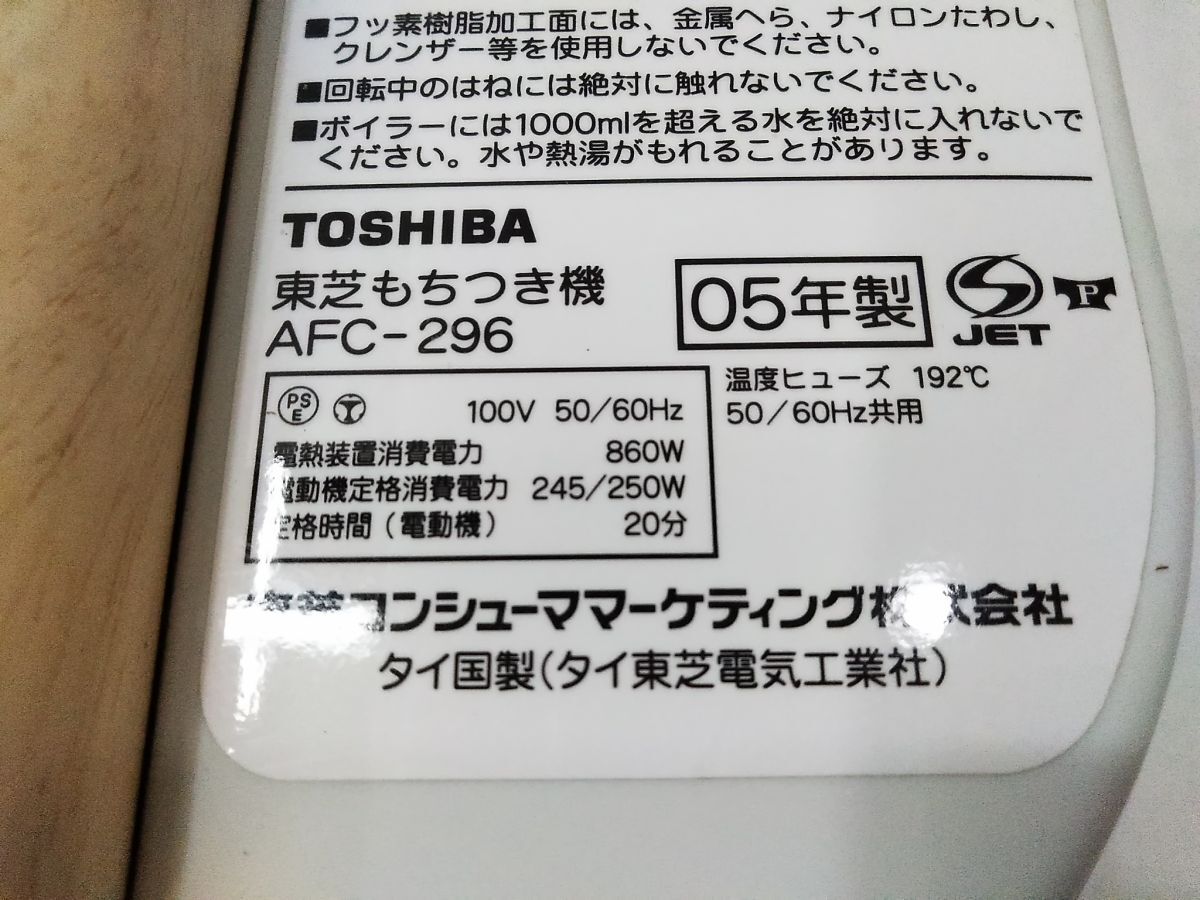 ■フッ素樹脂加工面には、金属へら、ナイロンたわし、
クレンザー等を使用しないでください。
■回転中のはねには絶対に触れないでください。
■ボイラーには1000mlを超える水を絶対に入れないで
ください。水や熱湯がもれることがあります。
TOSHIBA
東芝もちつき機
AFC-296
05年製
JET
P
温度ヒューズ 192℃
50/60Hz共用
PSE 100V 50/60Hz
電熱装置消費電力 860W
電動機定格消費電力 245/250W
定格時間(電動機) 20分
東芝コンシューママーケティング株式会社
タイ国製(タイ東芝電気工業社)